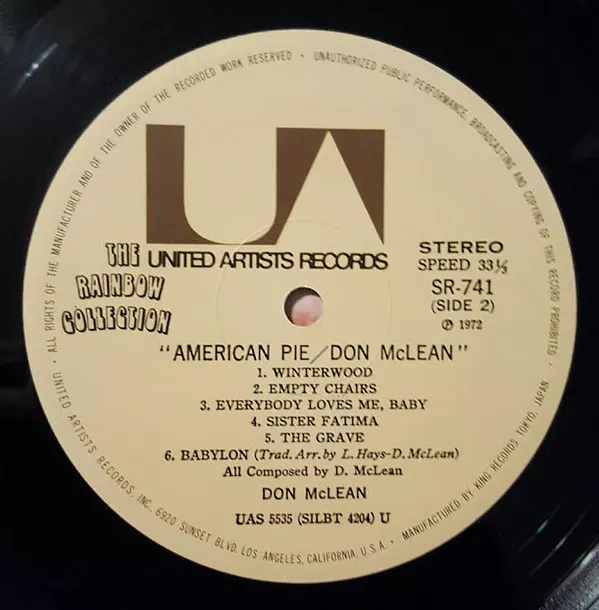 · ALL RIGHTS OF THE MANUFACTURER AND OF THE OWNER OF THE RECORDED WORK RESERVED · UNAUTHORIZED PUBLIC PERFORMANCE, BROADCASTING AND COPYING OF THIS RECORD PROHIBITED ·
UA
UNITED ARTISTS RECORDS
THE
RAINBOW
COLLECTION
STEREO
SPEED 33⅓
SR-741
(SIDE 2)
℗ 1972
"AMERICAN PIE/DON McLEAN"
1. WINTERWOOD
2. EMPTY CHAIRS
3. EVERYBODY LOVES ME, BABY
4. SISTER FATIMA
5. THE GRAVE
6. BABYLON (Trad. Arr. by L. Hays-D. McLean)
All Composed by D. McLean
DON McLEAN
UAS 5535 (SILBT 4204) U
UNITED ARTISTS RECORDS, INC. 6920 SUNSET BLVD. LOS ANGELES, CALIFORNIA, U.S.A. · MANUFACTURED BY KING RECORDS TOKYO, JAPAN